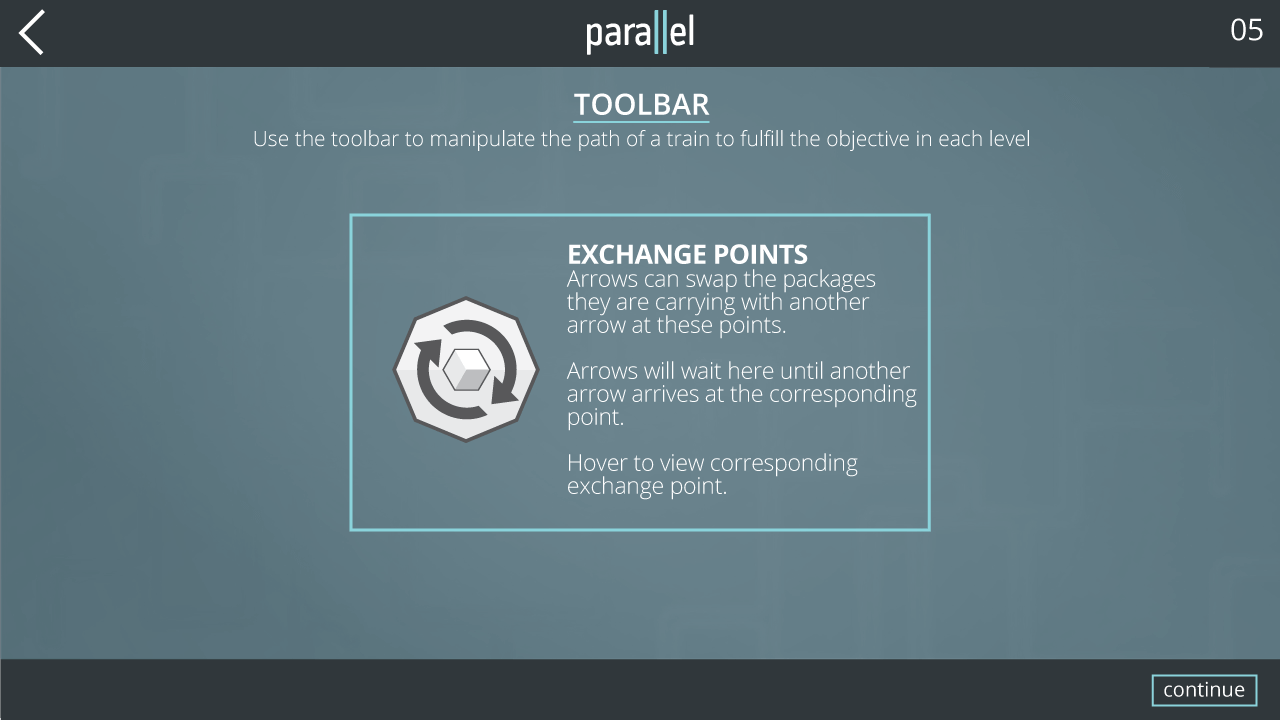 parallel
05
TOOLBAR
Use the toolbar to manipulate the path of a train to fulfill the objective in each level
EXCHANGE POINTS
Arrows can swap the packages
they are carrying with another
arrow at these points.
Arrows will wait here until another
arrow arrives at the corresponding
point.
Hover to view corresponding
exchange point.
continue